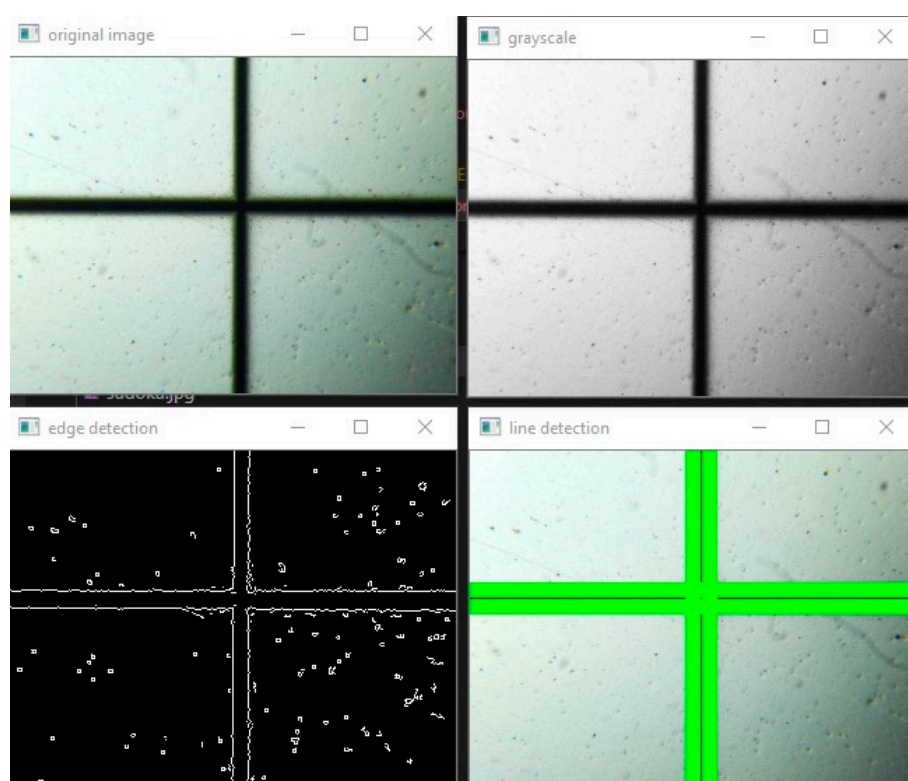 original image
grayscale
sudoku.jpg
edge detection
line detection